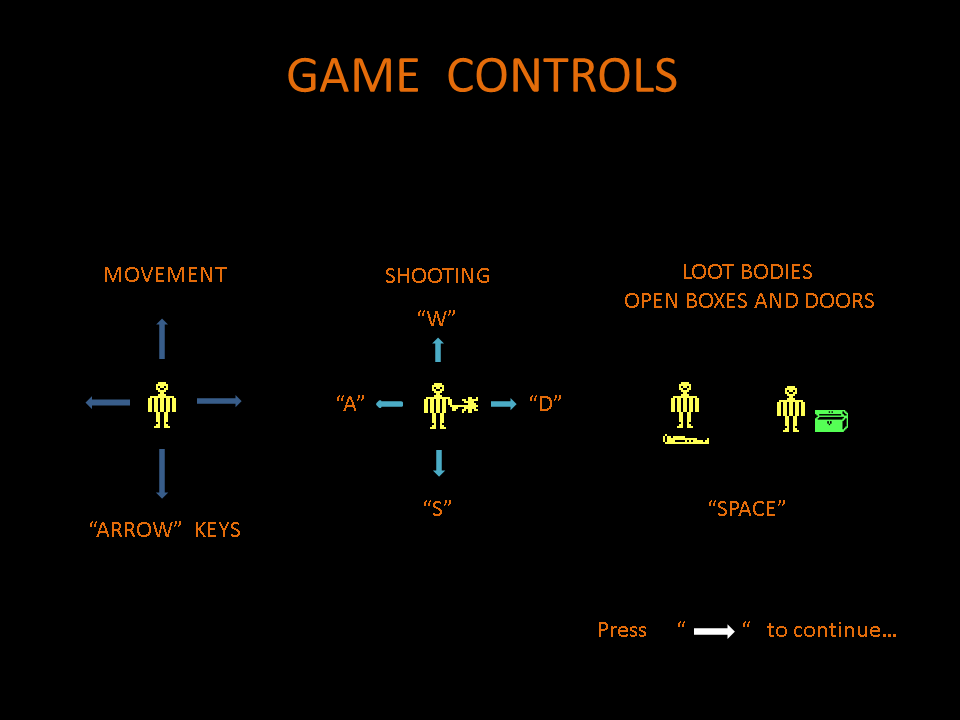 GAME CONTROLS
MOVEMENT
“ARROW” KEYS
SHOOTING
“W”
“A” “D”
“S”
LOOT BODIES
OPEN BOXES AND DOORS
“SPACE”
Press “ “ to continue…